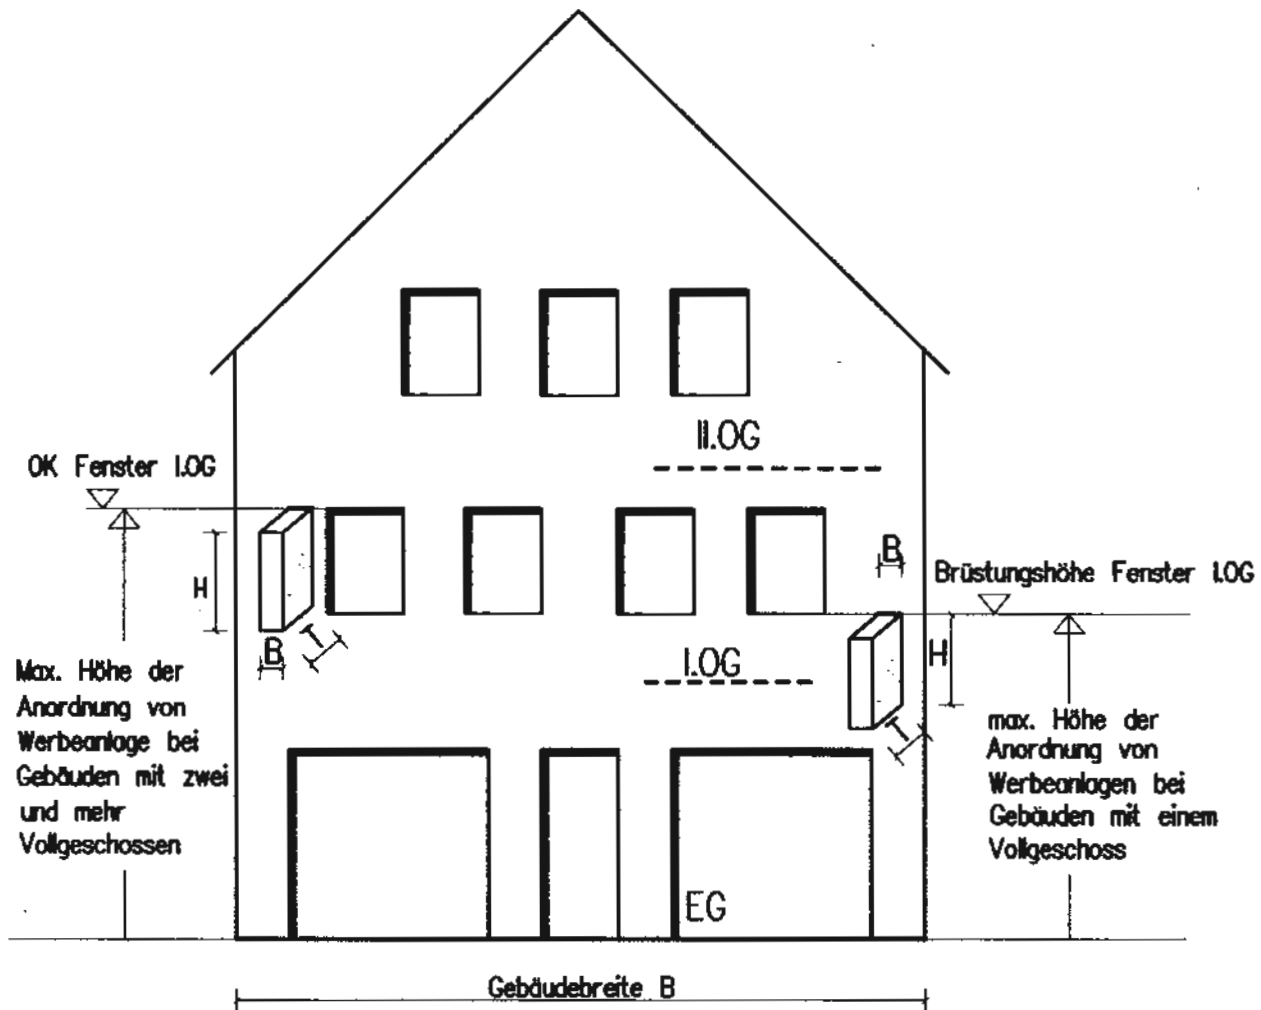 II.OG
OK Fenster I.OG
B
Brüstungshöhe Fenster I.OG
H
T
B
I.OG
H
T
Max. Höhe der
Anordnung von
Werbeanlage bei
Gebäuden mit zwei
und mehr
Vollgeschossen
max. Höhe der
Anordnung von
Werbeanlagen bei
Gebäuden mit einem
Vollgeschoss
EG
Gebäudebreite B